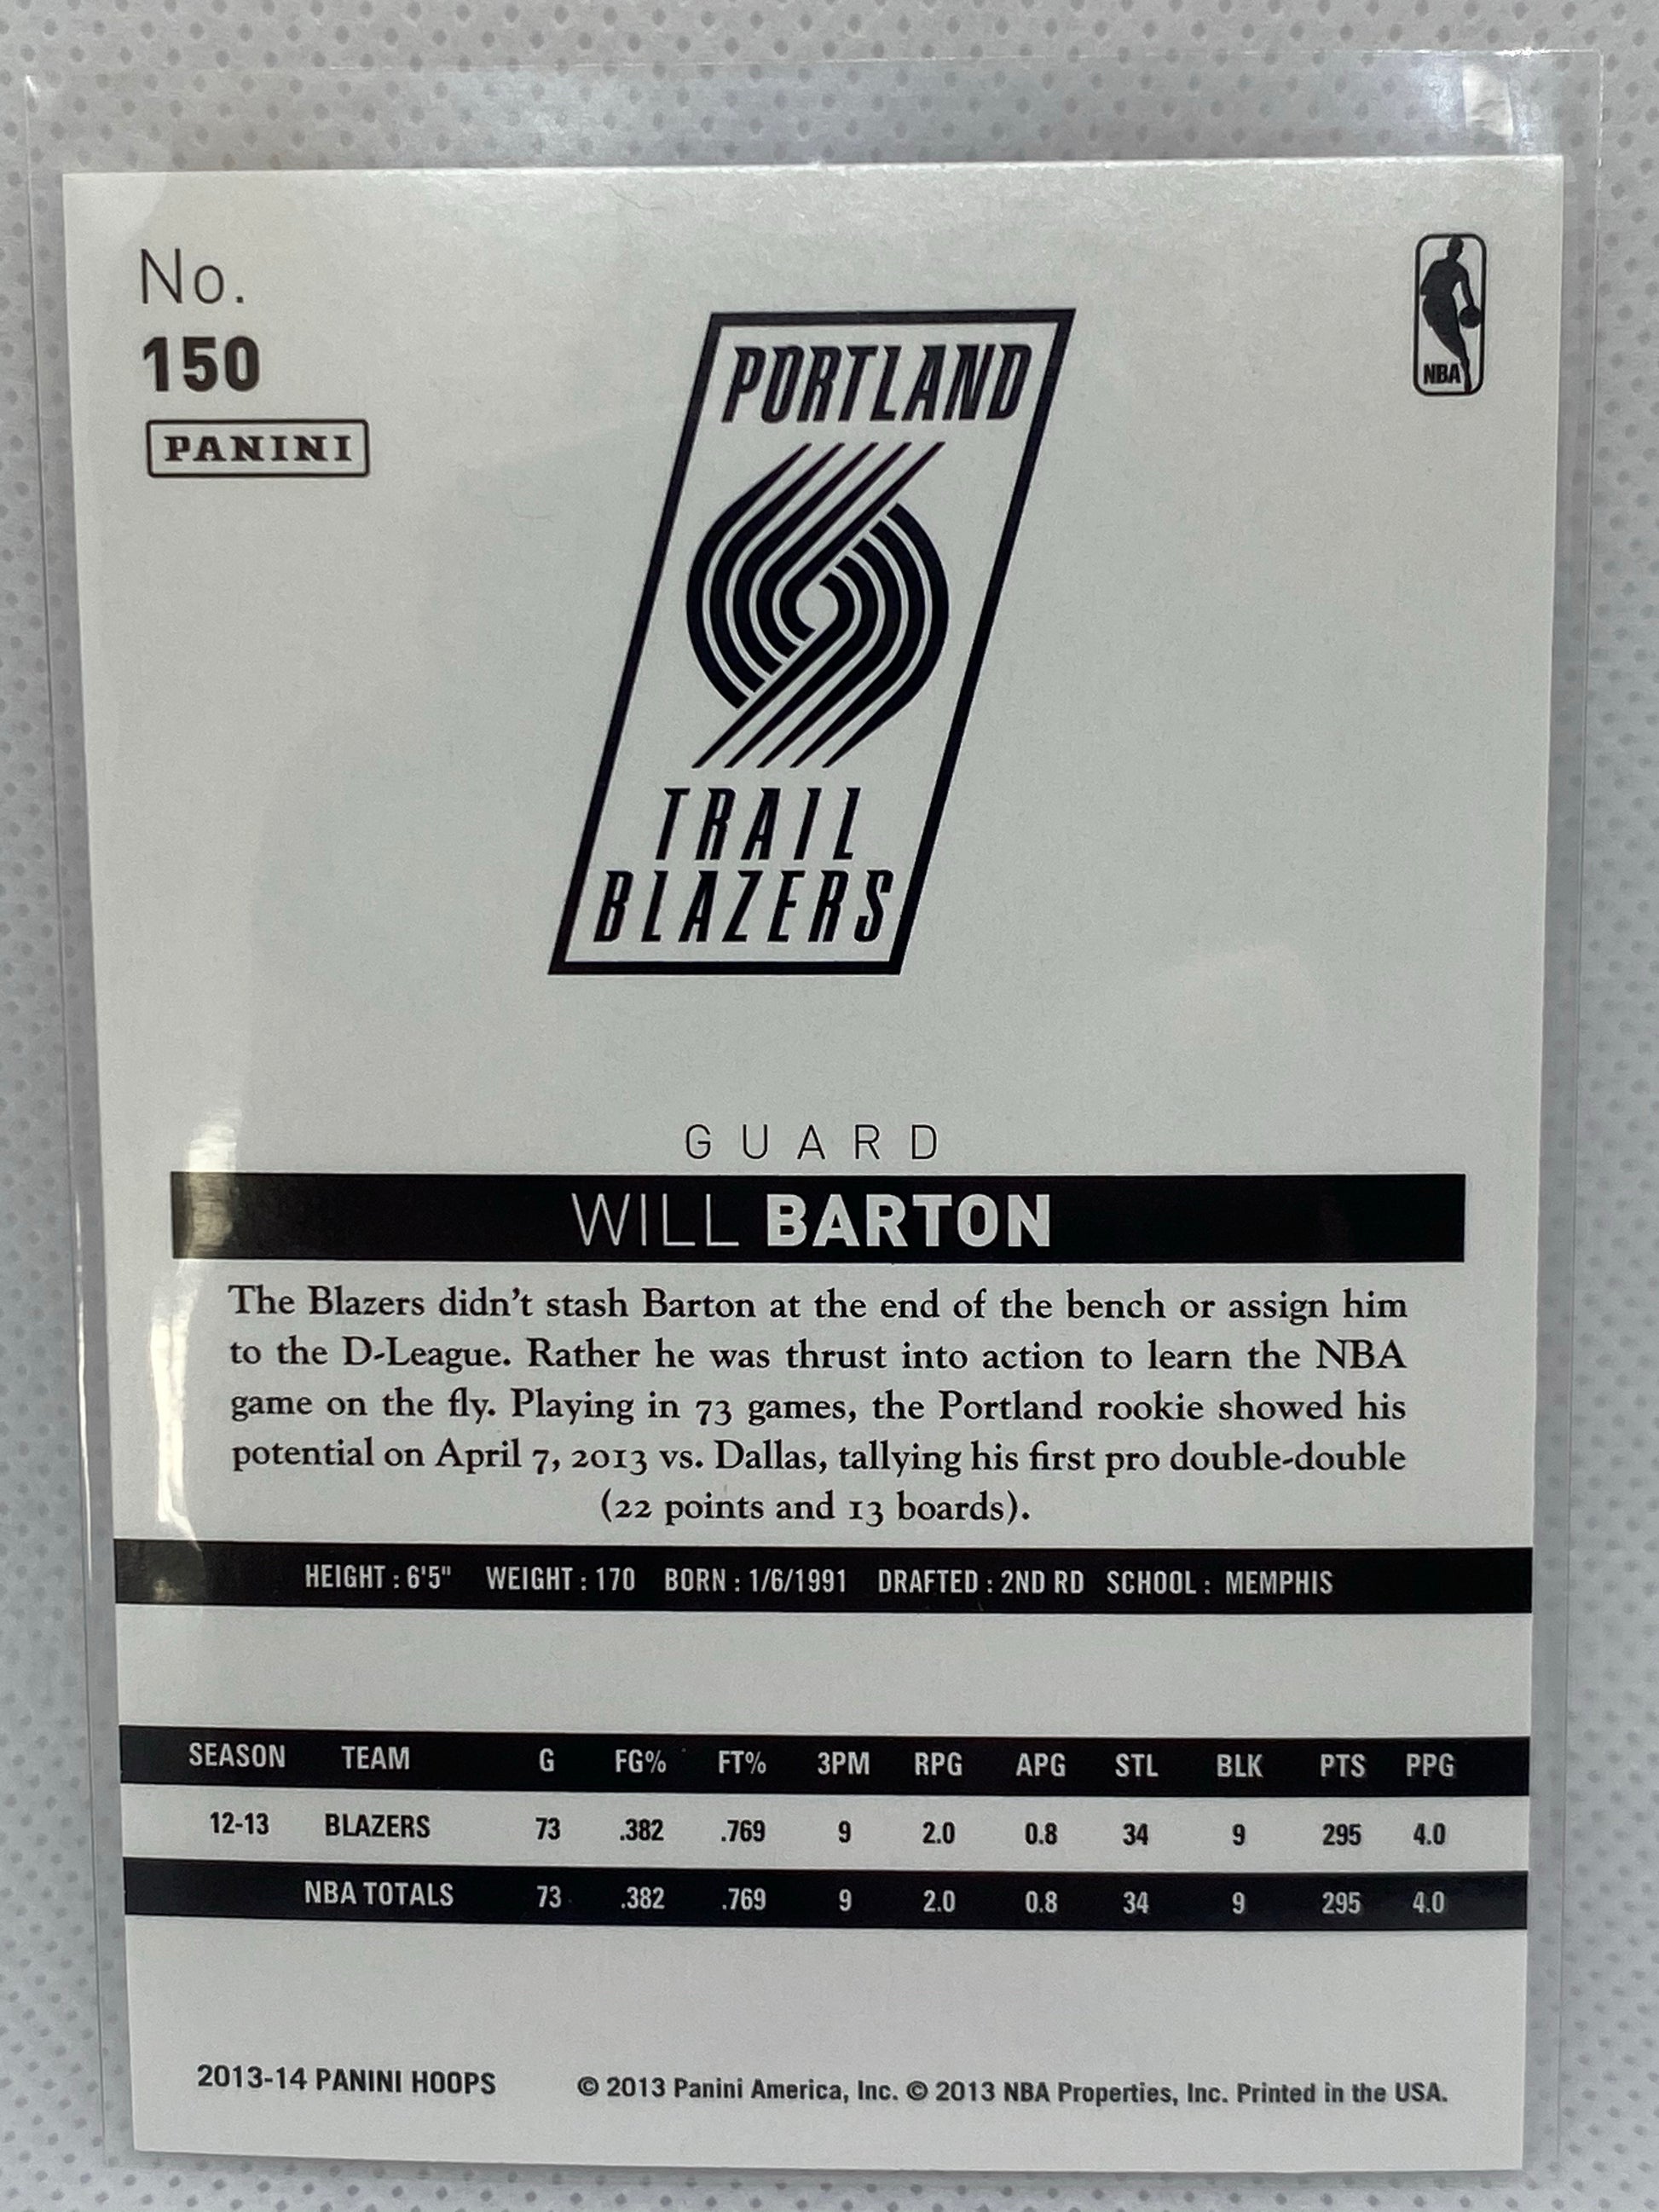 No.
150
PANINI
NBA
PORTLAND
TRAIL
BLAZERS
GUARD
WILL BARTON
The Blazers didn't stash Barton at the end of the bench or assign him
to the D-League. Rather he was thrust into action to learn the NBA
game on the fly. Playing in 73 games, the Portland rookie showed his
potential on April 7, 2013 vs. Dallas, tallying his first pro double-double
(22 points and 13 boards).
HEIGHT : 6'5" WEIGHT : 170 BORN : 1/6/1991 DRAFTED : 2ND RD SCHOOL : MEMPHIS
SEASON TEAM G FG% FT% 3PM RPG APG STL BLK PTS PPG
12-13 BLAZERS 73 .382 .769 9 2.0 0.8 34 9 295 4.0
NBA TOTALS 73 .382 .769 9 2.0 0.8 34 9 295 4.0
2013-14 PANINI HOOPS © 2013 Panini America, Inc. © 2013 NBA Properties, Inc. Printed in the USA.